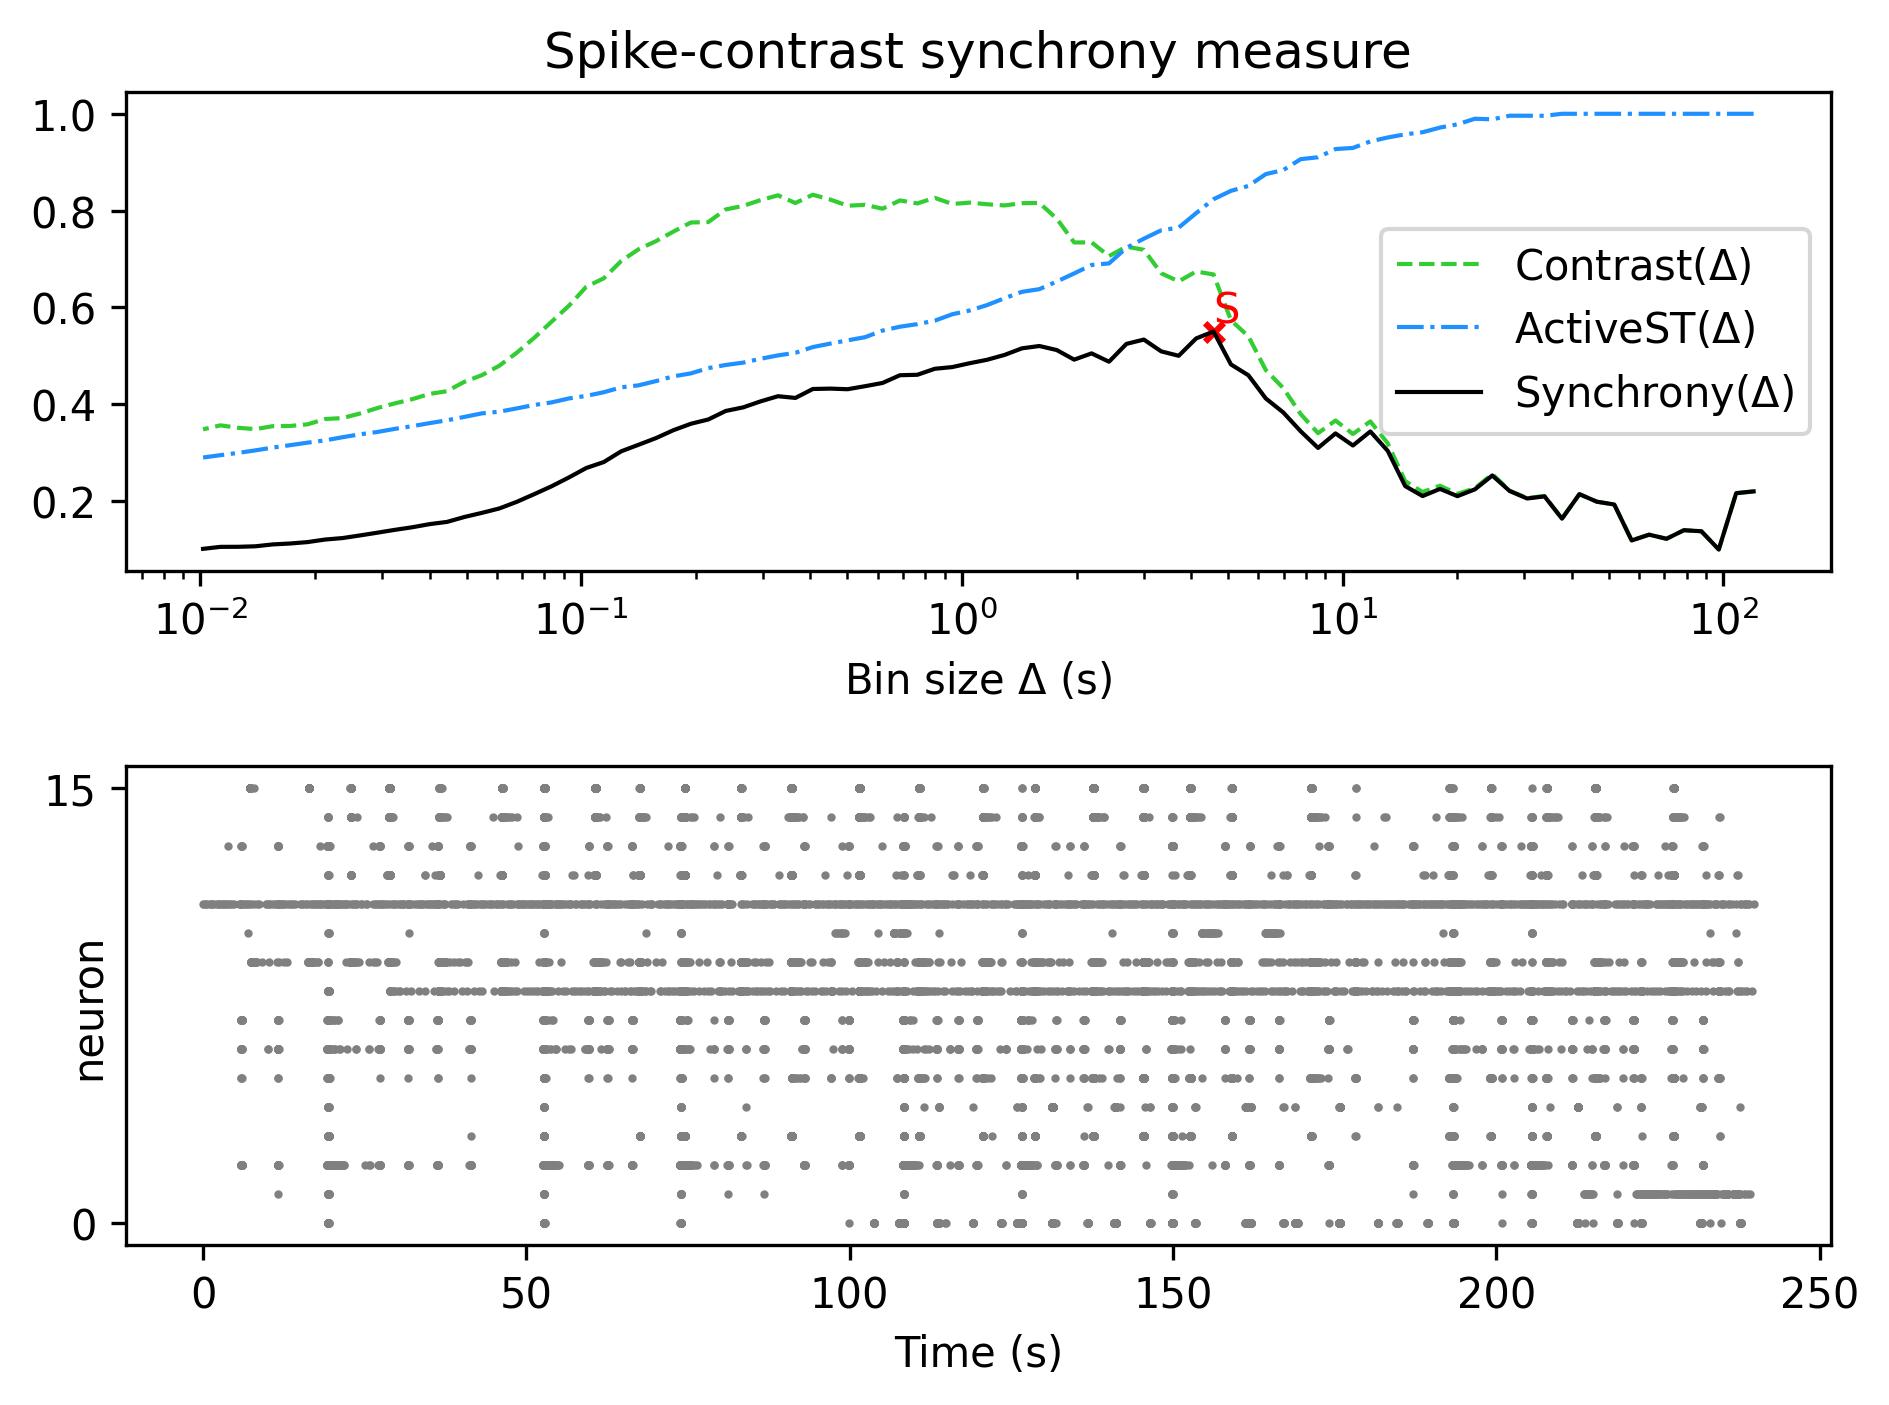 Spike-contrast synchrony measure
1.0
0.8
0.6
0.4
0.2
S
Contrast(Δ)
ActiveST(Δ)
Synchrony(Δ)
10⁻² 10⁻¹ 10⁰ 10¹ 10²
Bin size Δ (s)
15
neuron
0
0 50 100 150 200 250
Time (s)